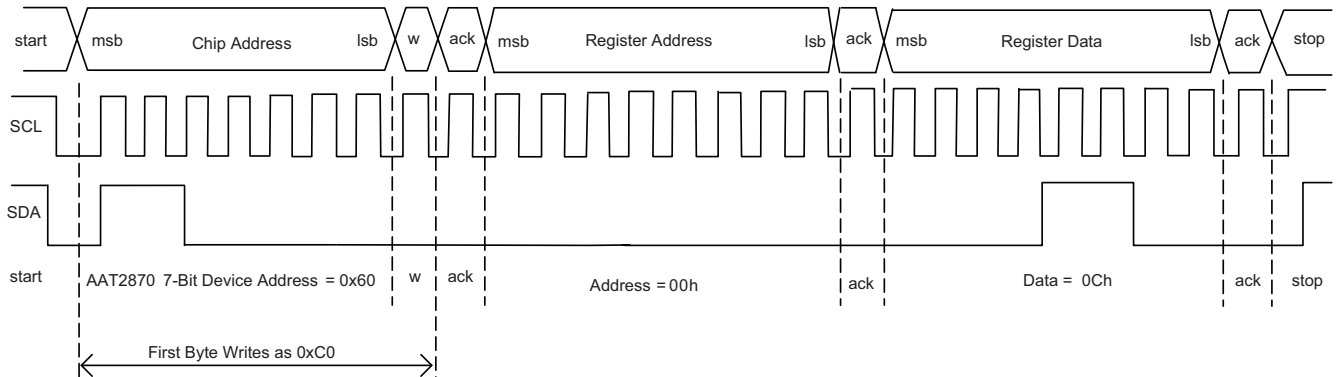 start msb Chip Address lsb w ack msb Register Address lsb ack msb Register Data lsb ack stop
SCL
SDA
start AAT2870 7-Bit Device Address = 0x60 w ack Address = 00h ack Data = 0Ch ack stop
First Byte Writes as 0xC0